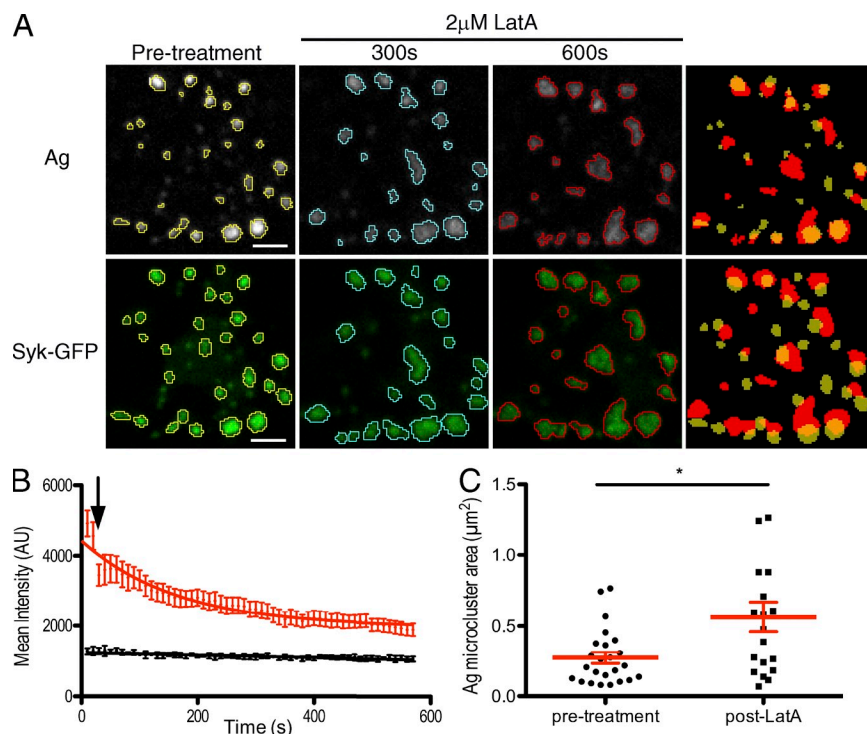 A
2μM LatA
Pre-treatment 300s 600s
Ag
Syk-GFP
B
Mean Intensity (AU)
6000
4000
2000
0
0 200 400 600
Time (s)
C
Ag microcluster area (μm²)
1.5
1.0
0.5
0.0
*
pre-treatment post-LatA